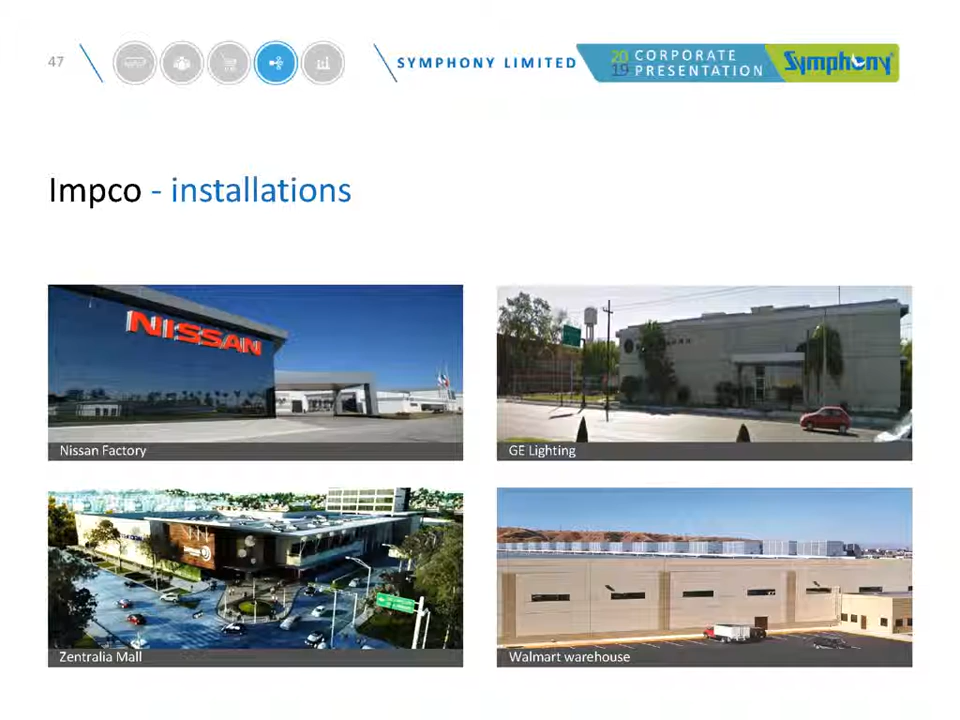 47
SYMPHONY LIMITED
2019 CORPORATE PRESENTATION
Symphony
Impco - installations
NISSAN
Nissan Factory
GE Lighting
Zentralia Mall
Walmart warehouse